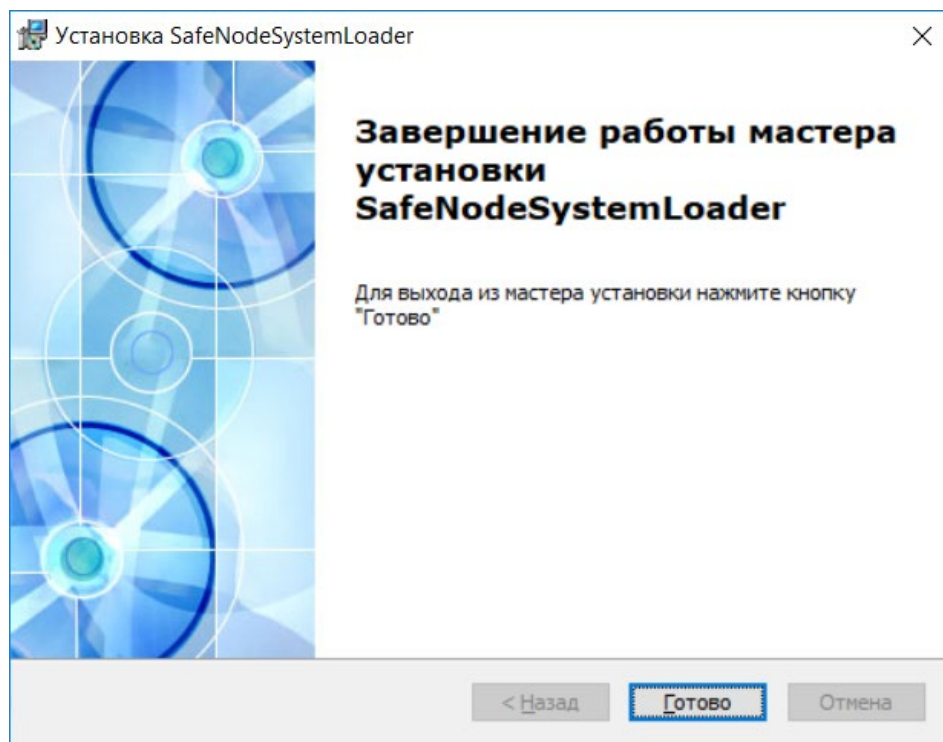 Установка SafeNodeSystemLoader
Завершение работы мастера
установки
SafeNodeSystemLoader
Для выхода из мастера установки нажмите кнопку
"Готово"
< Назад
Готово
Отмена